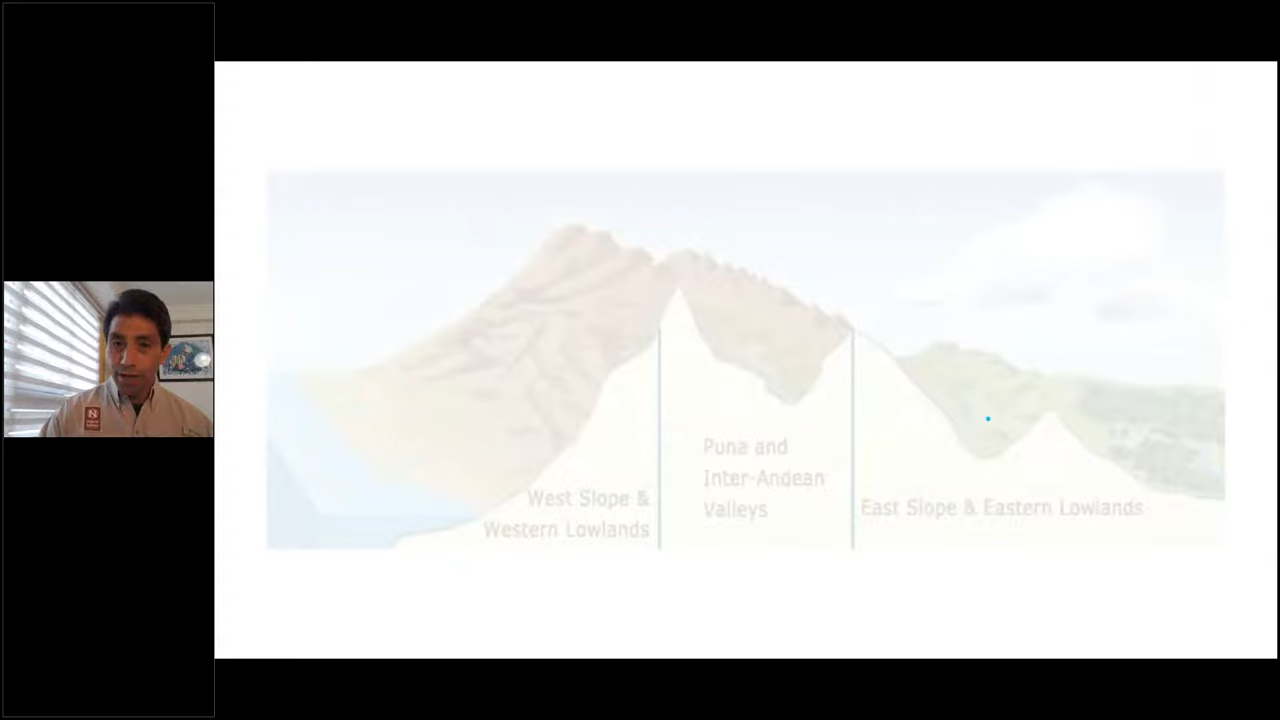 Puna and
Inter-Andean
Valleys
West Slope &
Western Lowlands
East Slope & Eastern Lowlands